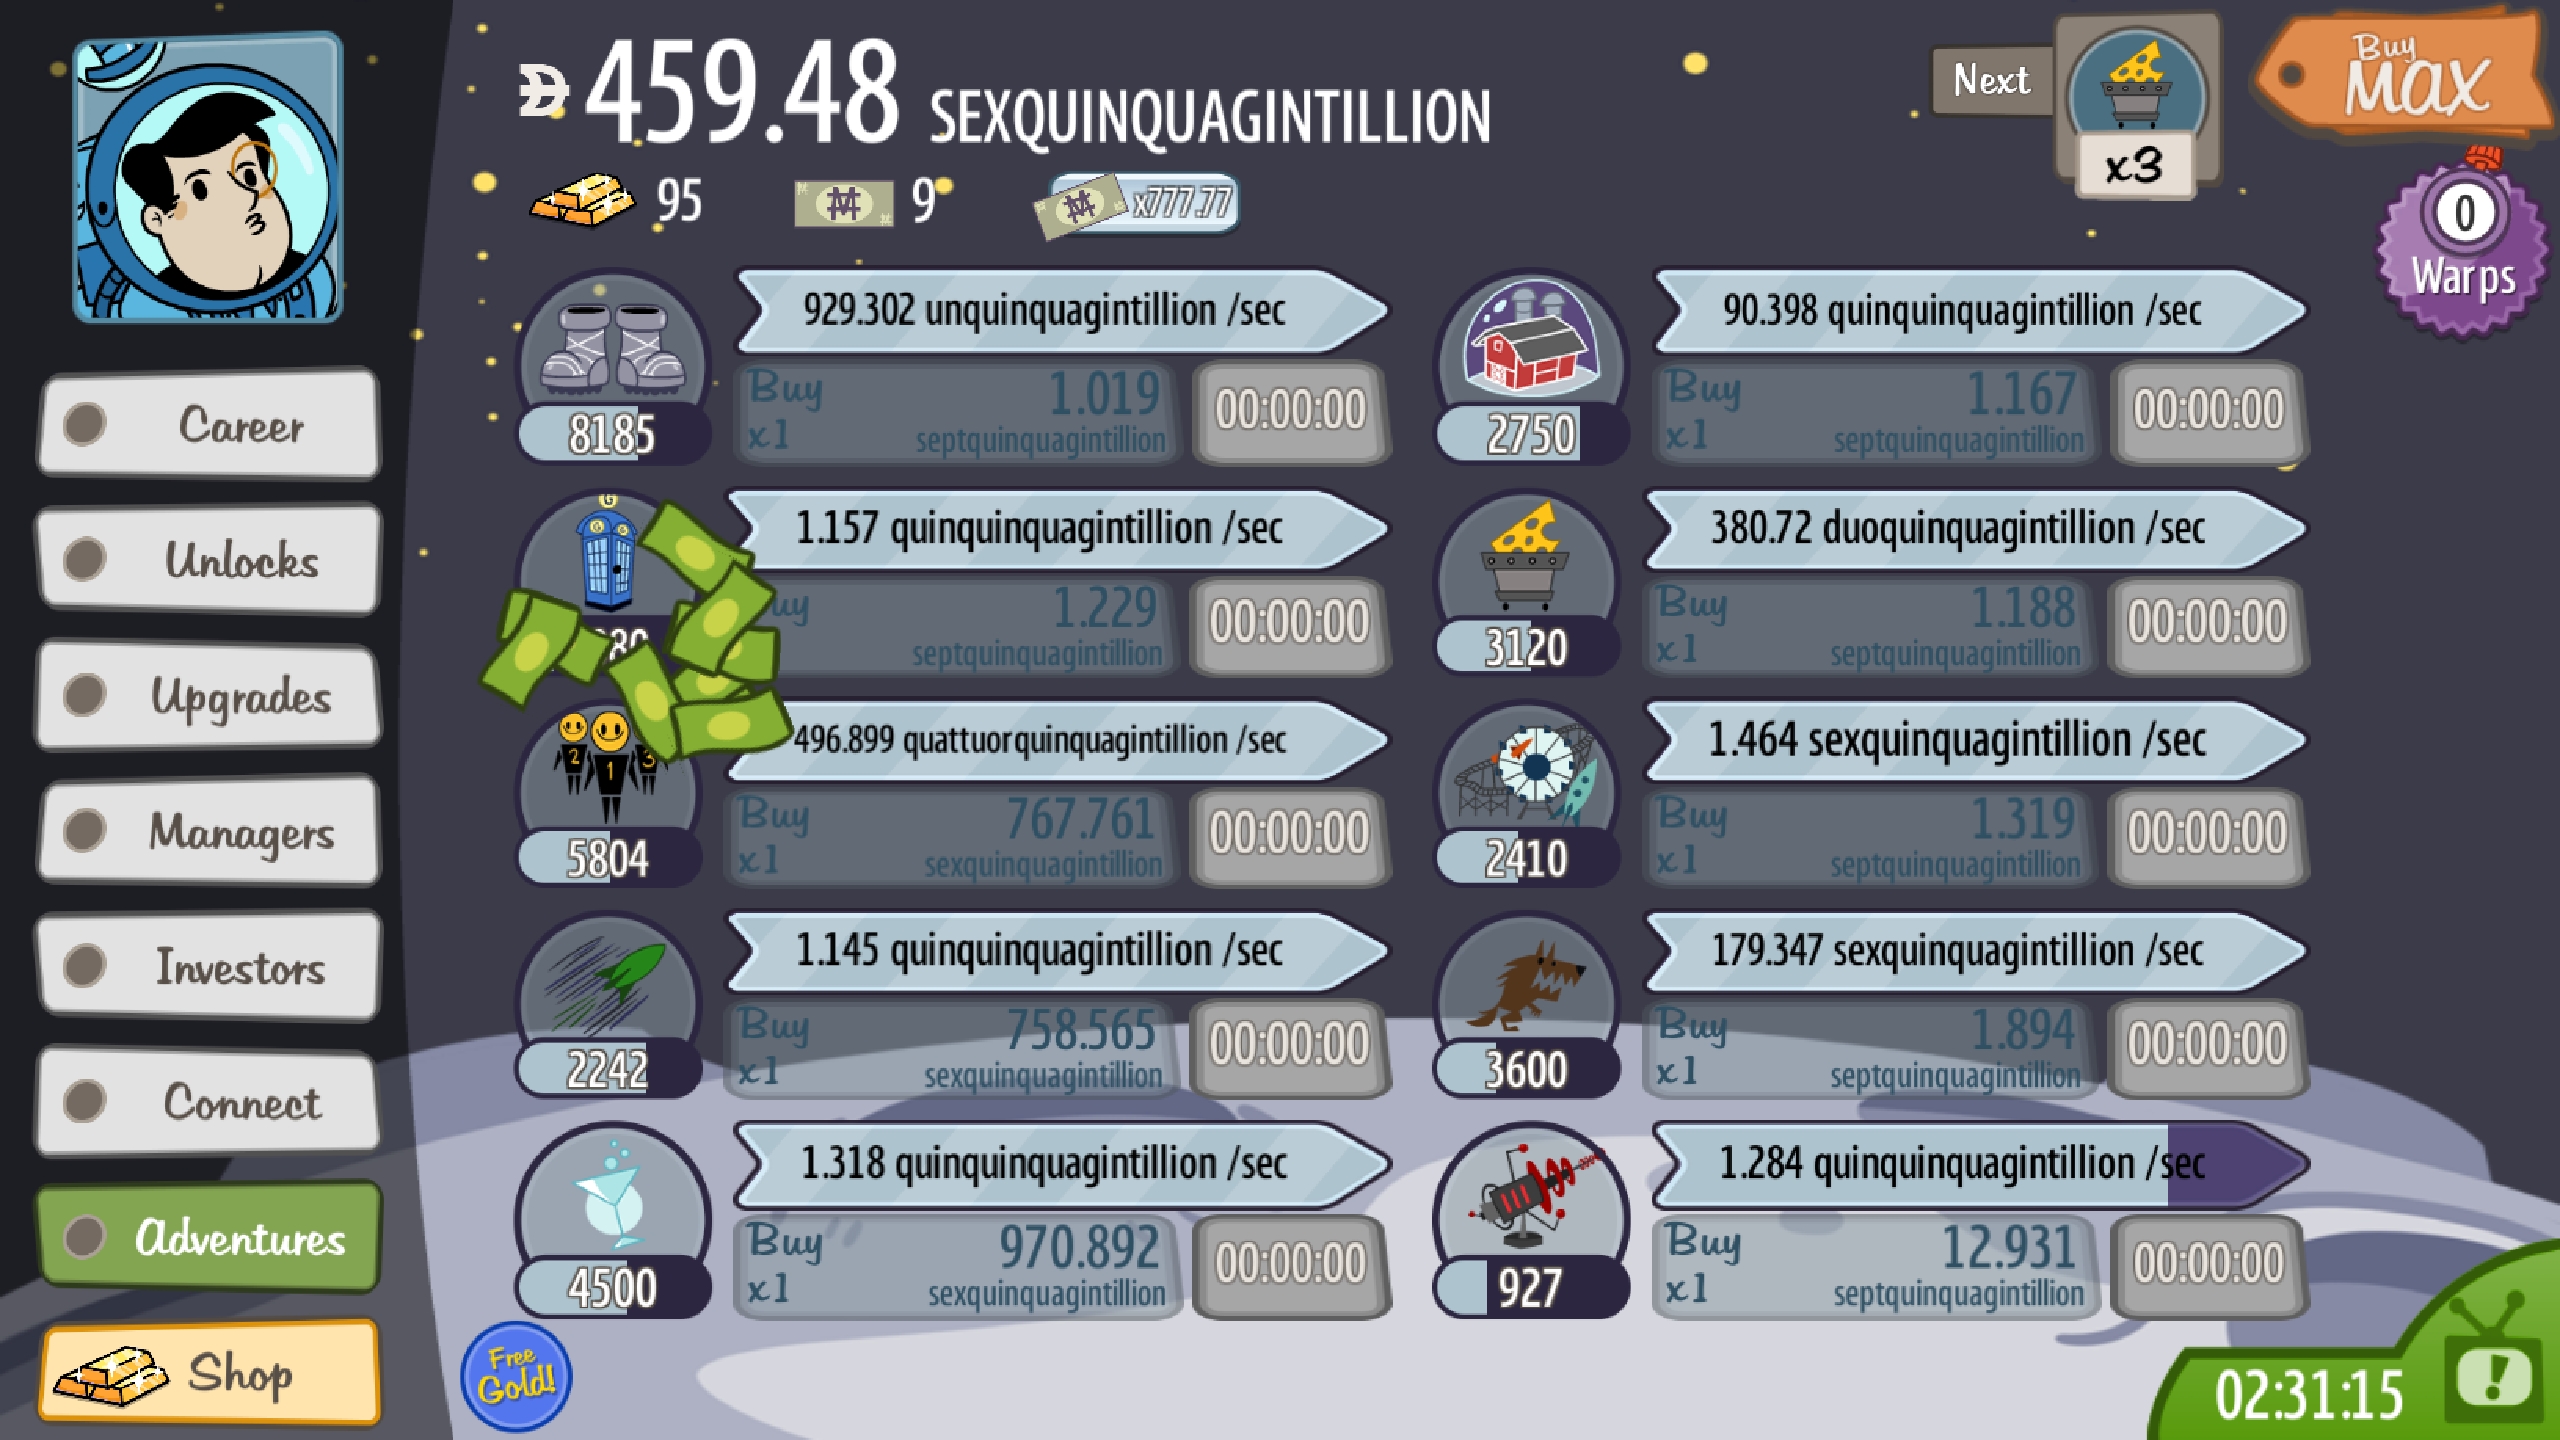 459.48 SEXQUINQUAGINTILLION
95 9 x777.77
Next
x3
Buy
MAX
0
Warps
Career
Unlocks
Upgrades
Managers
Investors
Connect
Adventures
Shop
929.302 unquinquagintillion /sec
8185
Buy
x1
1.019
septquinquagintillion
00:00:00
90.398 quinquinquagintillion /sec
2750
Buy
x1
1.167
septquinquagintillion
00:00:00
G
G G
1.157 quinquinquagintillion /sec
1.229
septquinquagintillion
00:00:00
380.72 duoquinquagintillion /sec
3120
Buy
x1
1.188
septquinquagintillion
00:00:00
2 1 3
496.899 quattuorquinquagintillion /sec
5804
Buy
x1
767.761
sexquinquagintillion
00:00:00
1.464 sexquinquagintillion /sec
2410
Buy
x1
1.319
septquinquagintillion
00:00:00
1.145 quinquinquagintillion /sec
2242
Buy
x1
758.565
sexquinquagintillion
00:00:00
179.347 sexquinquagintillion /sec
3600
Buy
x1
1.894
septquinquagintillion
00:00:00
1.318 quinquinquagintillion /sec
4500
Buy
x1
970.892
sexquinquagintillion
00:00:00
1.284 quinquinquagintillion /sec
927
Buy
x1
12.931
septquinquagintillion
00:00:00
Free
Gold!
02:31:15
!